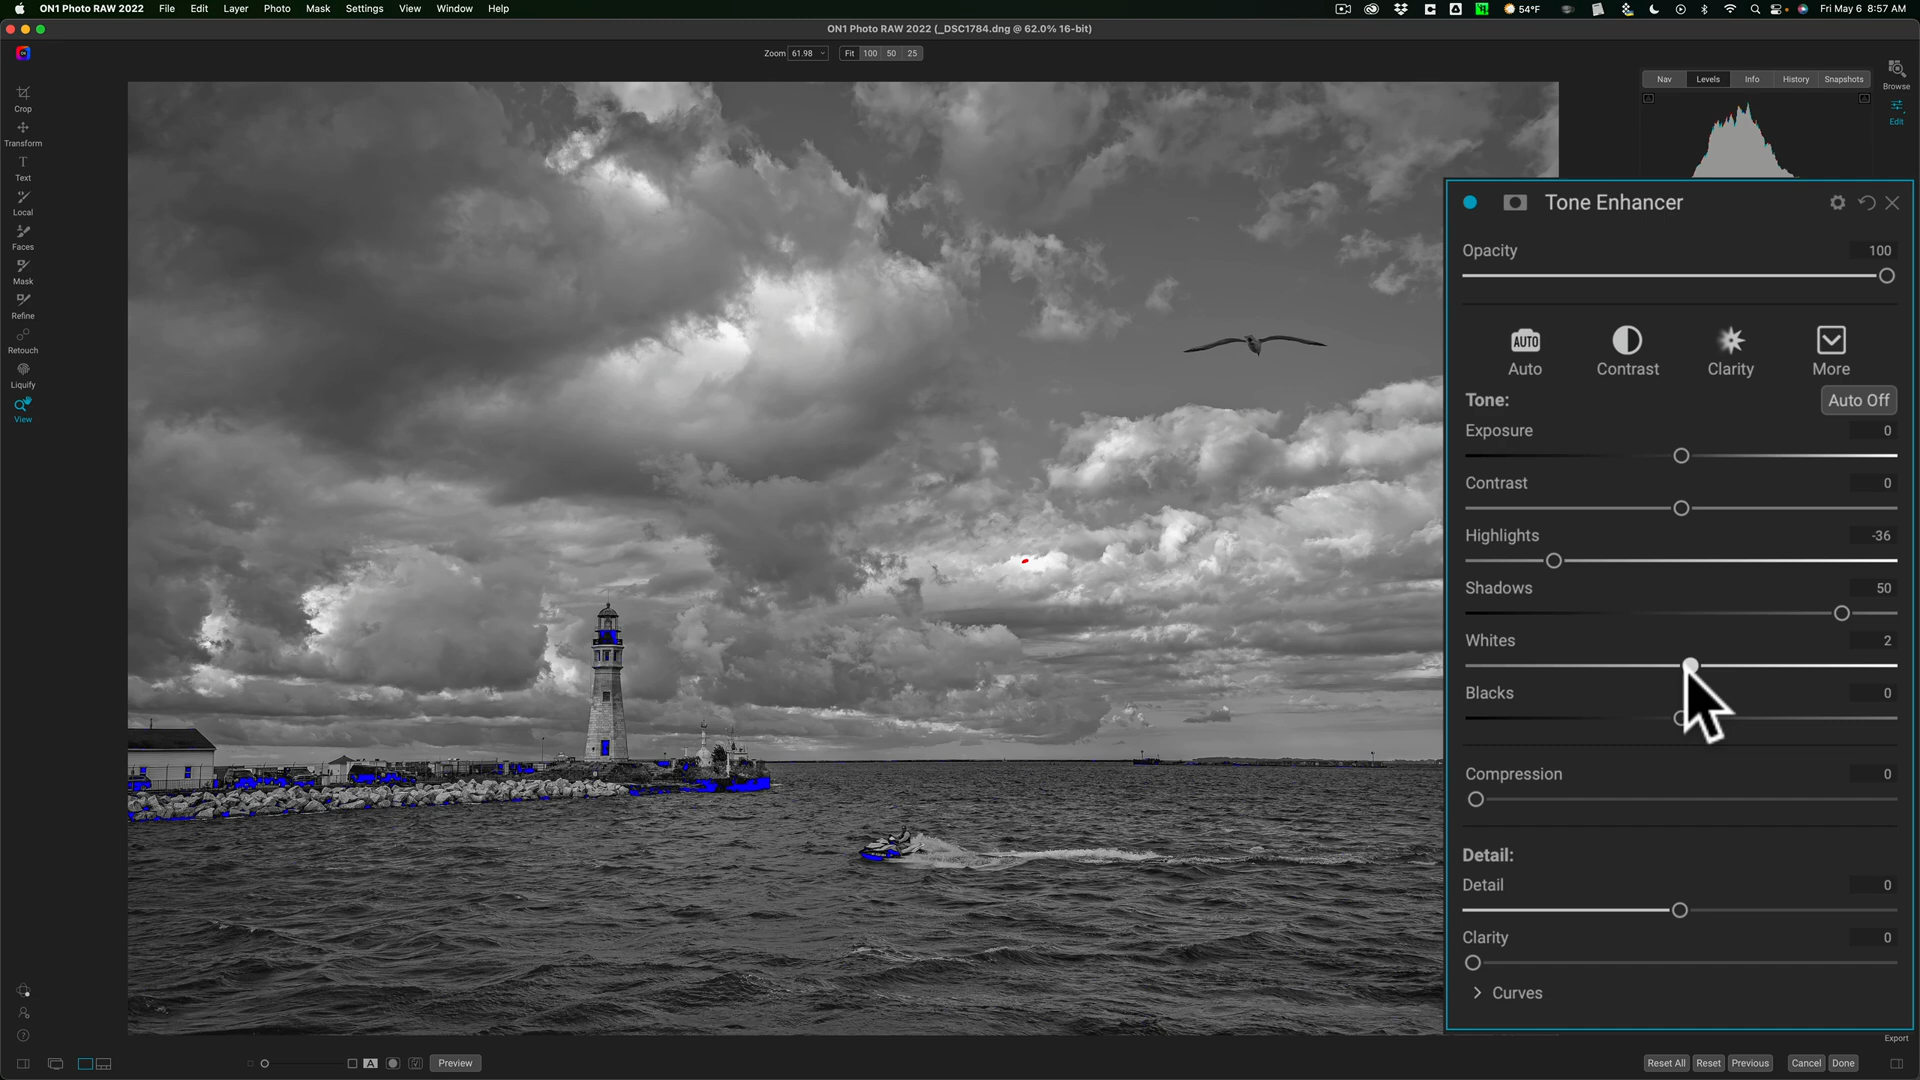 ON1 Photo RAW 2022 File Edit Layer Photo Mask Settings View Window Help 54°F Fri May 6 8:57 AM
ON1 Photo RAW 2022 (_DSC1784.dng @ 62.0% 16-bit)
Zoom 61.98 Fit 100 50 25
Nav Levels Info History Snapshots
Browse
Edit
Crop
Transform
Text
Local
Faces
Mask
Refine
Retouch
Liquify
View
Tone Enhancer
Opacity 100
AUTO
Auto Contrast Clarity More
Tone: Auto Off
Exposure 0
Contrast 0
Highlights -36
Shadows 50
Whites 2
Blacks 0
Compression 0
Detail:
Detail 0
Clarity 0
Curves
Export
A Preview Reset All Reset Previous Cancel Done